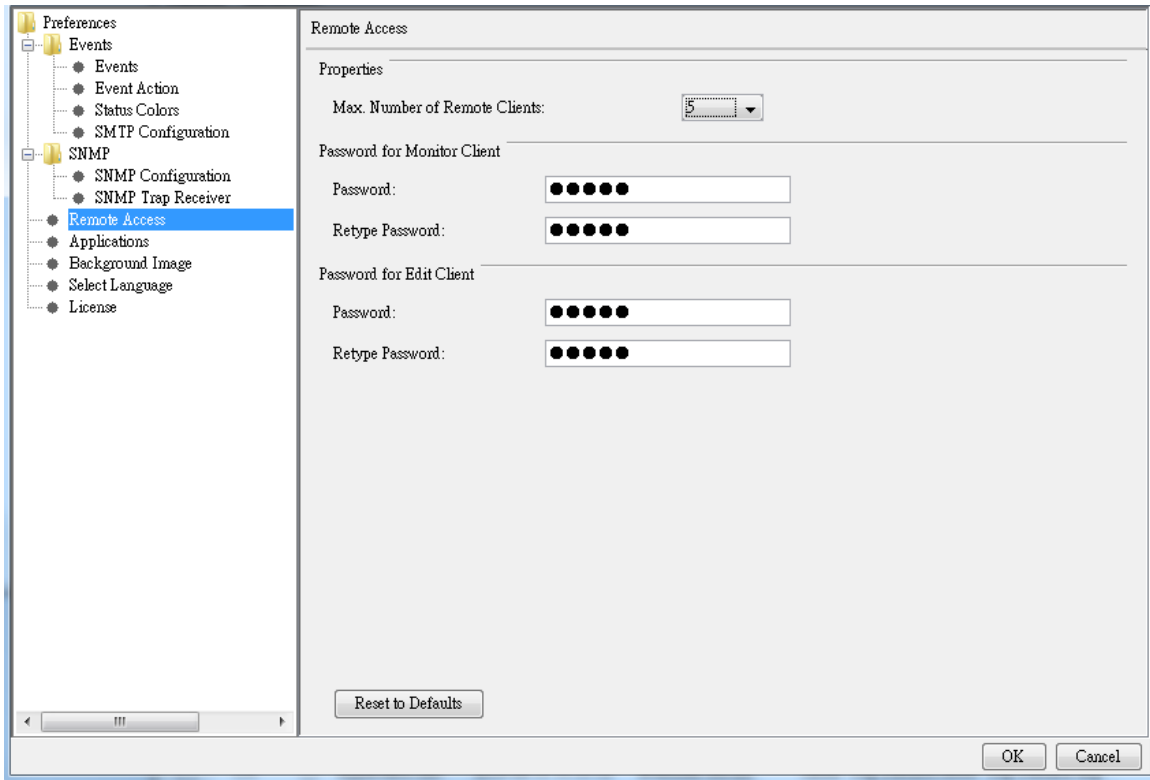 Preferences
Events
Events
Event Action
Status Colors
SMTP Configuration
SNMP
SNMP Configuration
SNMP Trap Receiver
Remote Access
Applications
Background Image
Select Language
License
Remote Access
Properties
Max. Number of Remote Clients: 5
Password for Monitor Client
Password: ●●●●●
Retype Password: ●●●●●
Password for Edit Client
Password: ●●●●●
Retype Password: ●●●●●
Reset to Defaults
OK Cancel